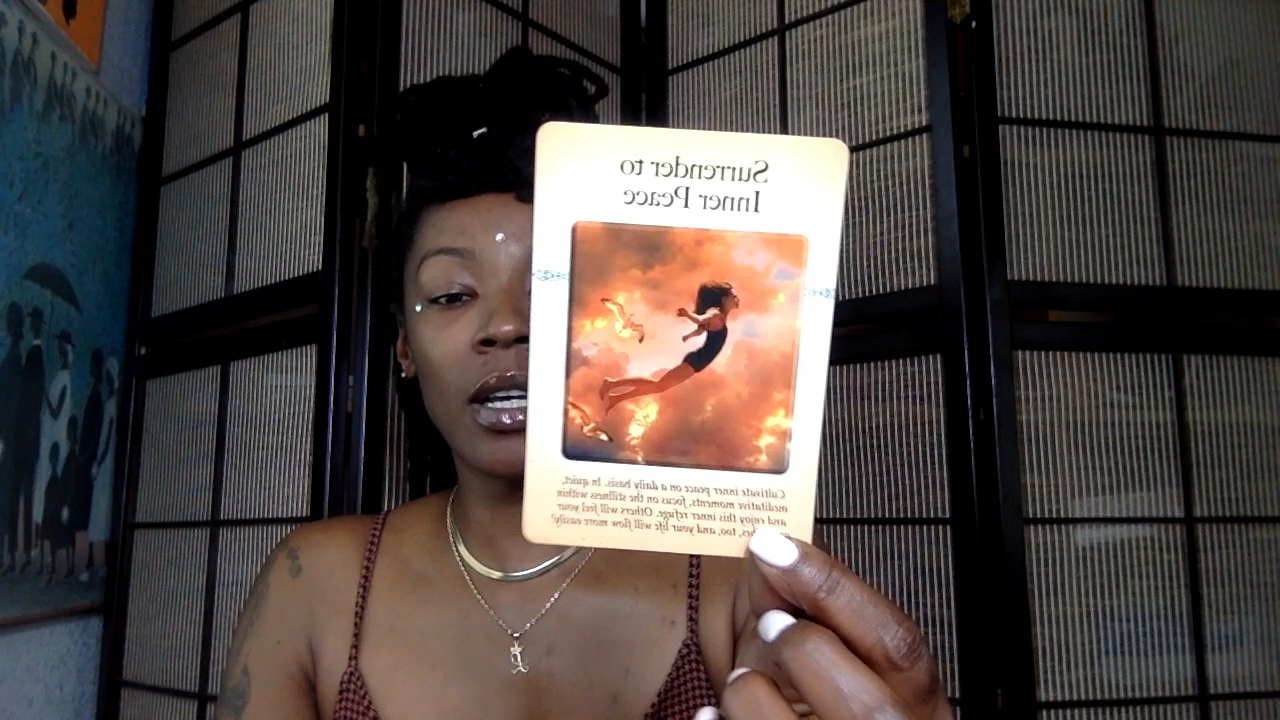 Surrender to
Inner Peace
Cultivate inner peace on a daily basis. In quiet,
meditative moments, focus on the stillness within
and enjoy this inner refuge. Others will feel your
too, and your life will flow more easily!